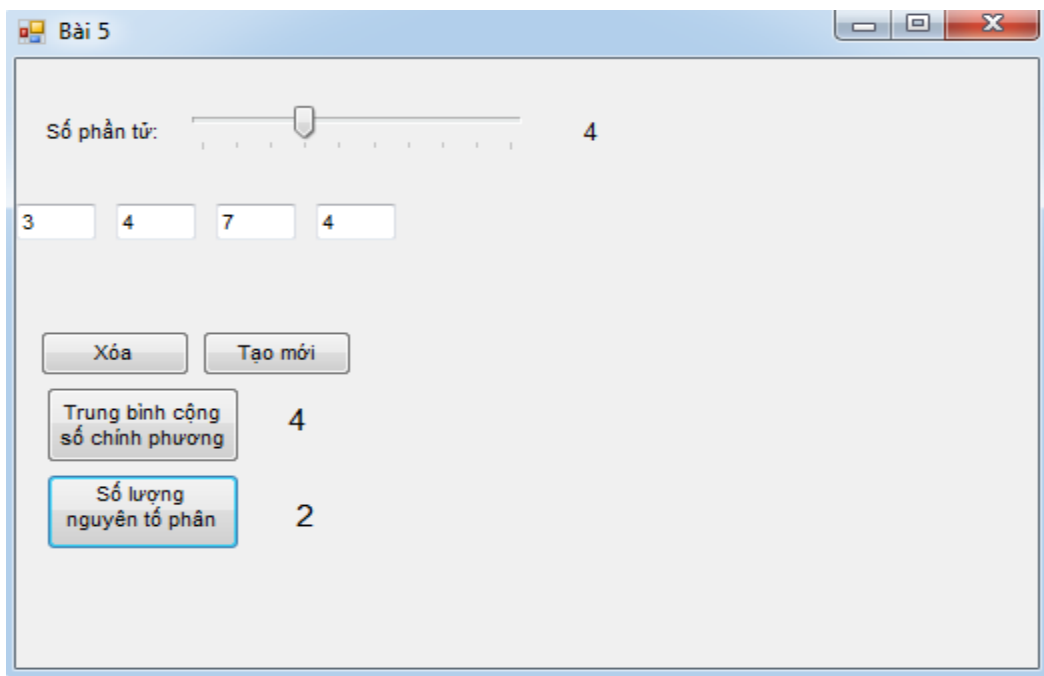 Bài 5
Số phần tử: 4
3 4 7 4
Xóa Tạo mới
Trung bình cộng
số chính phương
4
Số lượng
nguyên tố phân
2